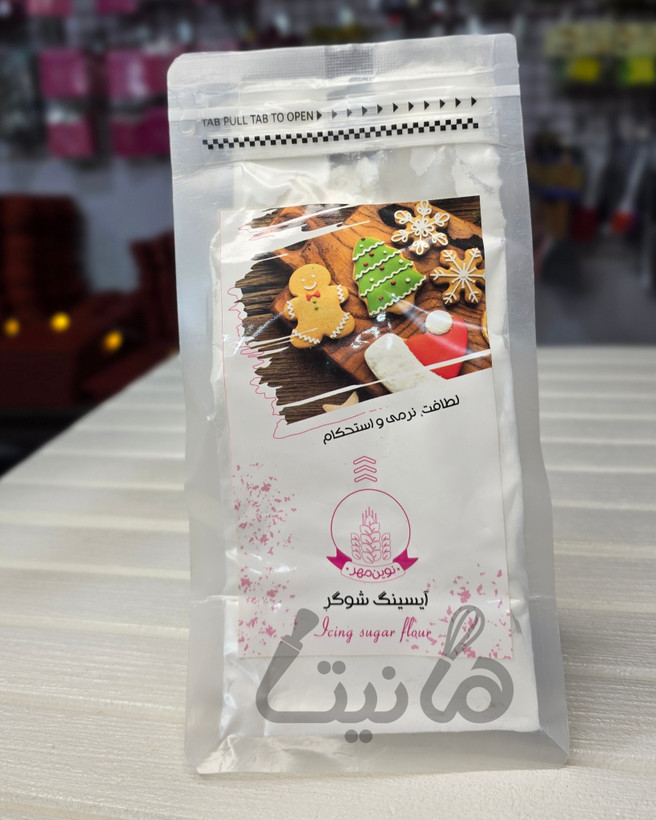 TAB PULL TAB TO OPEN
لطافت، نرمی و استحکام
نوین‌مهر
آیسینگ شوگر
Icing sugar flour
هانیتا